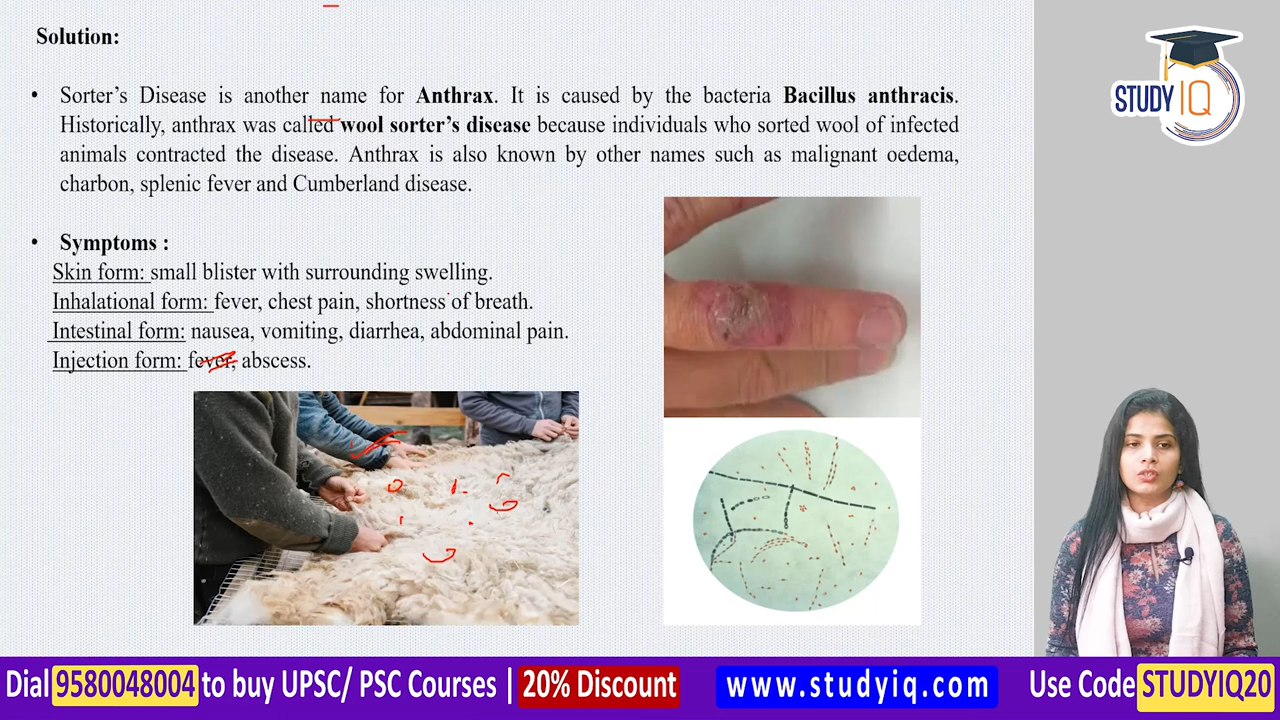 Solution:
• Sorter's Disease is another name for Anthrax. It is caused by the bacteria Bacillus anthracis.
Historically, anthrax was called wool sorter's disease because individuals who sorted wool of infected
animals contracted the disease. Anthrax is also known by other names such as malignant oedema,
charbon, splenic fever and Cumberland disease.
• Symptoms :
Skin form: small blister with surrounding swelling.
Inhalational form: fever, chest pain, shortness of breath.
Intestinal form: nausea, vomiting, diarrhea, abdominal pain.
Injection form: fever, abscess.
STUDY IQ
Dial 9580048004 to buy UPSC/ PSC Courses | 20% Discount
www.studyiq.com
Use Code STUDYIQ20